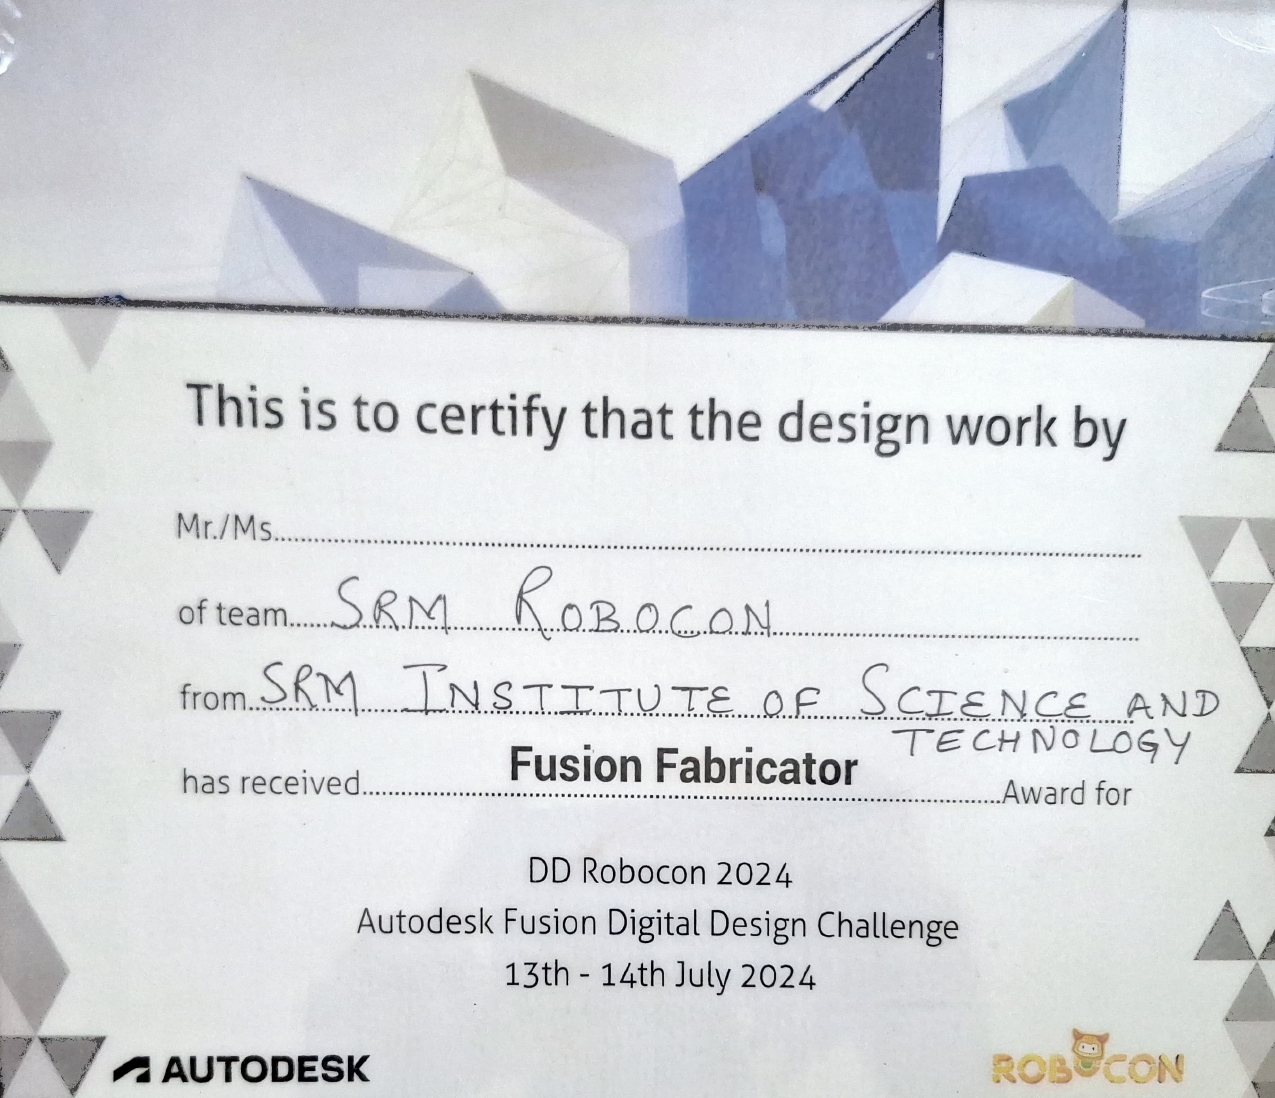 This is to certify that the design work by
Mr./Ms........................................................................
of team......SRM ROBOCON......................................
from...SRM INSTITUTE OF SCIENCE AND
TECHNOLOGY
has received......Fusion Fabricator......Award for
DD Robocon 2024
Autodesk Fusion Digital Design Challenge
13th - 14th July 2024
AUTODESK
ROBOCON